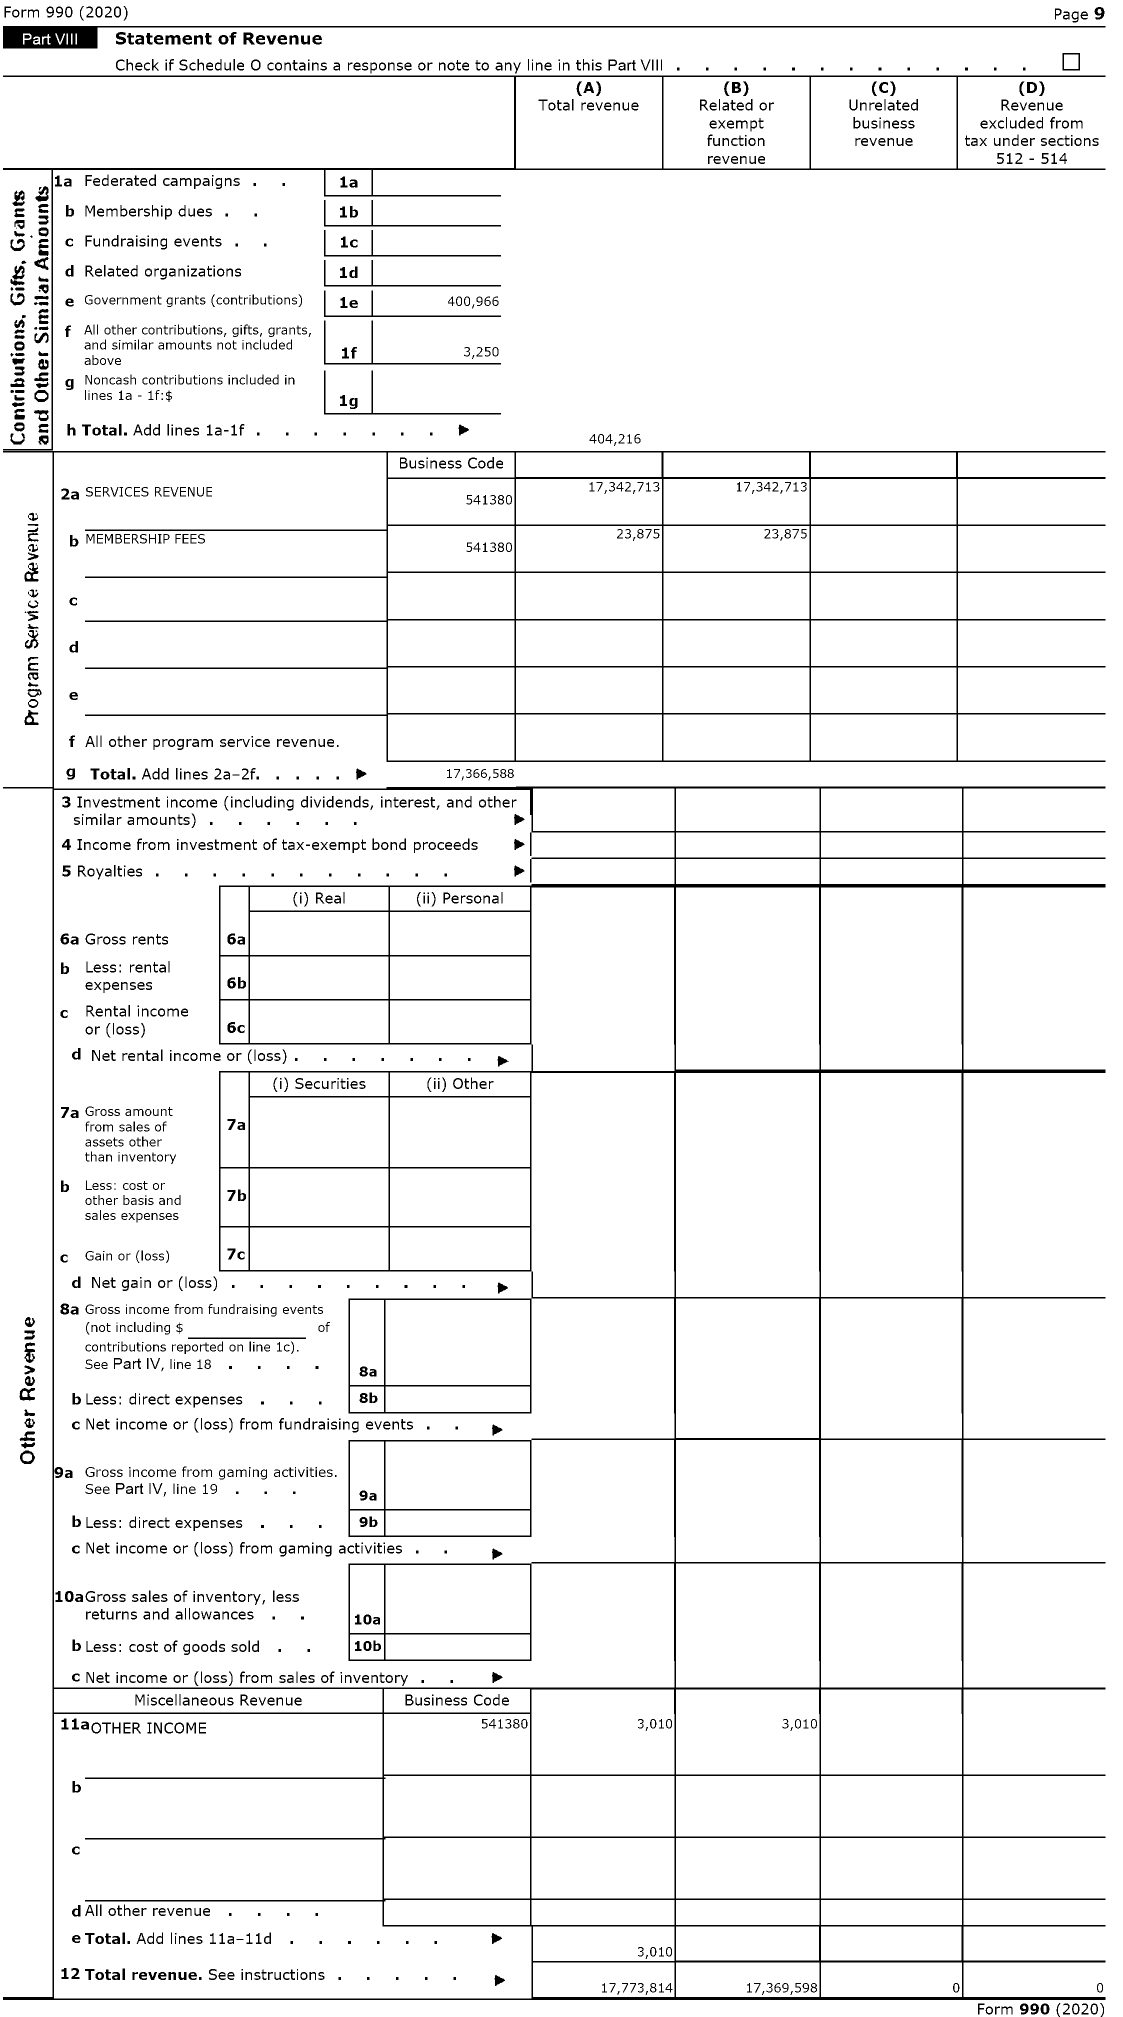 Form 990 (2020)
Page 9
Part VIII Statement of Revenue
Check if Schedule O contains a response or note to any line in this Part VIII . . . . . . . . . . . . .
(A) Total revenue
(B) Related or exempt function revenue
(C) Unrelated business revenue
(D) Revenue excluded from tax under sections 512 - 514
Contributions, Gifts, Grants and Other Similar Amounts
1a Federated campaigns . . 1a
b Membership dues . . 1b
c Fundraising events . . 1c
d Related organizations 1d
e Government grants (contributions) 1e 400,966
f All other contributions, gifts, grants, and similar amounts not included above 1f 3,250
g Noncash contributions included in lines 1a - 1f:$ 1g
h Total. Add lines 1a-1f . . . . . . . ► 404,216
Program Service Revenue
Business Code
2a SERVICES REVENUE 541380 17,342,713 17,342,713
b MEMBERSHIP FEES 541380 23,875 23,875
c
d
e
f All other program service revenue.
g Total. Add lines 2a–2f. . . . . ► 17,366,588
Other Revenue
3 Investment income (including dividends, interest, and other
similar amounts) . . . . . . ►
4 Income from investment of tax-exempt bond proceeds ►
5 Royalties . . . . . . . . . . . ►
(i) Real (ii) Personal
6a Gross rents 6a
b Less: rental expenses 6b
c Rental income or (loss) 6c
d Net rental income or (loss) . . . . . . . ►
(i) Securities (ii) Other
7a Gross amount from sales of assets other than inventory 7a
b Less: cost or other basis and sales expenses 7b
c Gain or (loss) 7c
d Net gain or (loss) . . . . . . . . . ►
8a Gross income from fundraising events
(not including $ of
contributions reported on line 1c).
See Part IV, line 18 . . . . 8a
b Less: direct expenses . . . 8b
c Net income or (loss) from fundraising events . . ►
9a Gross income from gaming activities.
See Part IV, line 19 . . . 9a
b Less: direct expenses . . . 9b
c Net income or (loss) from gaming activities . . ►
10a Gross sales of inventory, less
returns and allowances . . 10a
b Less: cost of goods sold . . 10b
c Net income or (loss) from sales of inventory . . ►
Miscellaneous Revenue Business Code
11a OTHER INCOME 541380 3,010 3,010
b
c
d All other revenue . . . .
e Total. Add lines 11a–11d . . . . . . ► 3,010
12 Total revenue. See instructions . . . . . ► 17,773,814 17,369,598 0 0
Form 990 (2020)